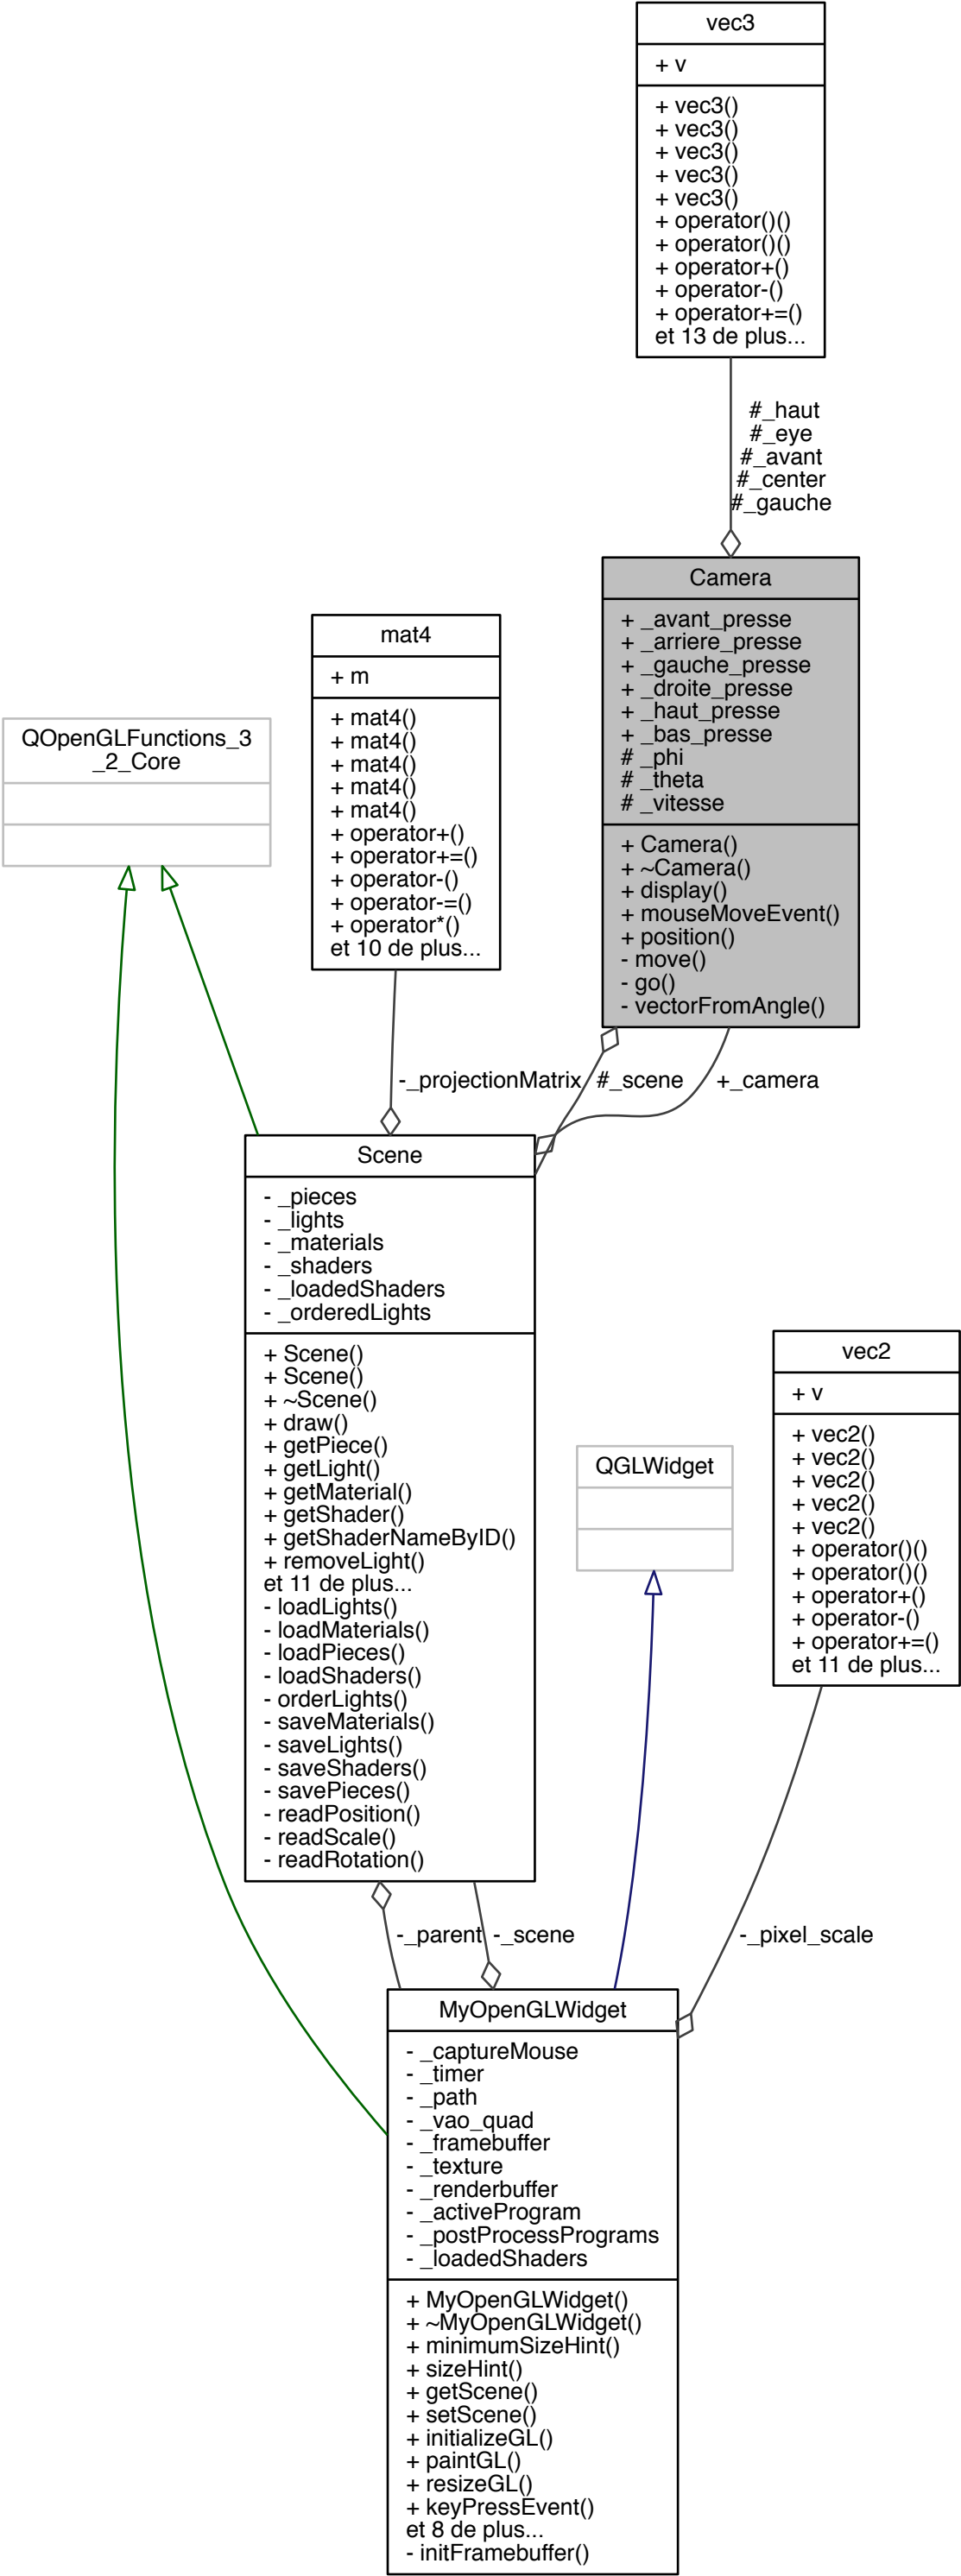 vec3
+ v
+ vec3()
+ vec3()
+ vec3()
+ vec3()
+ vec3()
+ operator()()
+ operator()()
+ operator+()
+ operator-()
+ operator+=()
et 13 de plus...
#_haut
#_eye
#_avant
#_center
#_gauche
Camera
+ _avant_presse
+ _arriere_presse
+ _gauche_presse
+ _droite_presse
+ _haut_presse
+ _bas_presse
# _phi
# _theta
# _vitesse
+ Camera()
+ ~Camera()
+ display()
+ mouseMoveEvent()
+ position()
- move()
- go()
- vectorFromAngle()
mat4
+ m
+ mat4()
+ mat4()
+ mat4()
+ mat4()
+ mat4()
+ operator+()
+ operator+=()
+ operator-()
+ operator-=()
+ operator*()
et 10 de plus...
QOpenGLFunctions_3
_2_Core
-_projectionMatrix
#_scene
+_camera
Scene
- _pieces
- _lights
- _materials
- _shaders
- _loadedShaders
- _orderedLights
+ Scene()
+ Scene()
+ ~Scene()
+ draw()
+ getPiece()
+ getLight()
+ getMaterial()
+ getShader()
+ getShaderNameByID()
+ removeLight()
et 11 de plus...
- loadLights()
- loadMaterials()
- loadPieces()
- loadShaders()
- orderLights()
- saveMaterials()
- saveLights()
- saveShaders()
- savePieces()
- readPosition()
- readScale()
- readRotation()
QGLWidget
vec2
+ v
+ vec2()
+ vec2()
+ vec2()
+ vec2()
+ vec2()
+ operator()()
+ operator()()
+ operator+()
+ operator-()
+ operator+=()
et 11 de plus...
-_parent
-_scene
-_pixel_scale
MyOpenGLWidget
- _captureMouse
- _timer
- _path
- _vao_quad
- _framebuffer
- _texture
- _renderbuffer
- _activeProgram
- _postProcessPrograms
- _loadedShaders
+ MyOpenGLWidget()
+ ~MyOpenGLWidget()
+ minimumSizeHint()
+ sizeHint()
+ getScene()
+ setScene()
+ initializeGL()
+ paintGL()
+ resizeGL()
+ keyPressEvent()
et 8 de plus...
- initFramebuffer()